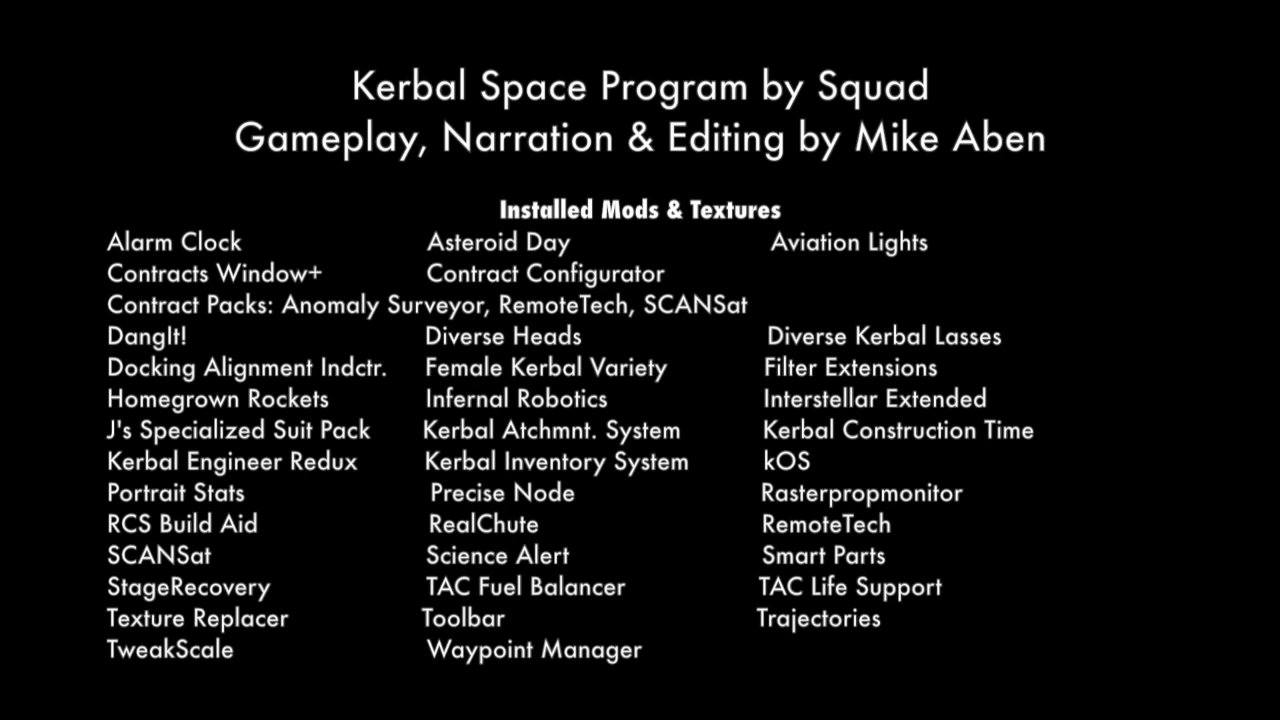 Kerbal Space Program by Squad
Gameplay, Narration & Editing by Mike Aben
Installed Mods & Textures
Alarm Clock Asteroid Day Aviation Lights
Contracts Window+ Contract Configurator
Contract Packs: Anomaly Surveyor, RemoteTech, SCANSat
DangIt! Diverse Heads Diverse Kerbal Lasses
Docking Alignment Indctr. Female Kerbal Variety Filter Extensions
Homegrown Rockets Infernal Robotics Interstellar Extended
J's Specialized Suit Pack Kerbal Atchmnt. System Kerbal Construction Time
Kerbal Engineer Redux Kerbal Inventory System kOS
Portrait Stats Precise Node Rasterpropmonitor
RCS Build Aid RealChute RemoteTech
SCANSat Science Alert Smart Parts
StageRecovery TAC Fuel Balancer TAC Life Support
Texture Replacer Toolbar Trajectories
TweakScale Waypoint Manager